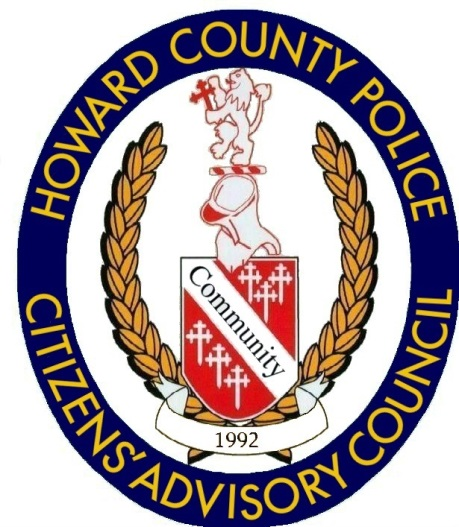 HOWARD COUNTY POLICE
Community
1992
CITIZENS' ADVISORY COUNCIL